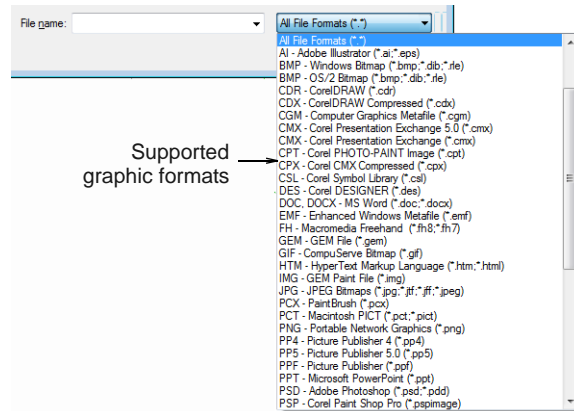 File name:
All File Formats (*.*)
All File Formats (*.*)
AI - Adobe Illustrator (*.ai;*.eps)
BMP - Windows Bitmap (*.bmp;*.dib;*.rle)
BMP - OS/2 Bitmap (*.bmp;*.dib;*.rle)
CDR - CorelDRAW (*.cdr)
CDX - CorelDRAW Compressed (*.cdx)
CGM - Computer Graphics Metafile (*.cgm)
CMX - Corel Presentation Exchange 5.0 (*.cmx)
CMX - Corel Presentation Exchange (*.cmx)
CPT - Corel PHOTO-PAINT Image (*.cpt)
CPX - Corel CMX Compressed (*.cpx)
CSL - Corel Symbol Library (*.csl)
DES - Corel DESIGNER (*.des)
DOC, DOCX - MS Word (*.doc;*.docx)
EMF - Enhanced Windows Metafile (*.emf)
FH - Macromedia Freehand (*.fh8;*.fh7)
GEM - GEM File (*.gem)
GIF - CompuServe Bitmap (*.gif)
HTM - HyperText Markup Language (*.htm;*.html)
IMG - GEM Paint File (*.img)
JPG - JPEG Bitmaps (*.jpg;*.jtf;*.jff;*.jpeg)
PCX - PaintBrush (*.pcx)
PCT - Macintosh PICT (*.pct;*.pict)
PNG - Portable Network Graphics (*.png)
PP4 - Picture Publisher 4 (*.pp4)
PP5 - Picture Publisher 5.0 (*.pp5)
PPF - Picture Publisher (*.ppf)
PPT - Microsoft PowerPoint (*.ppt)
PSD - Adobe Photoshop (*.psd;*.pdd)
PSP - Corel Paint Shop Pro (*.pspimage)
Supported
graphic formats